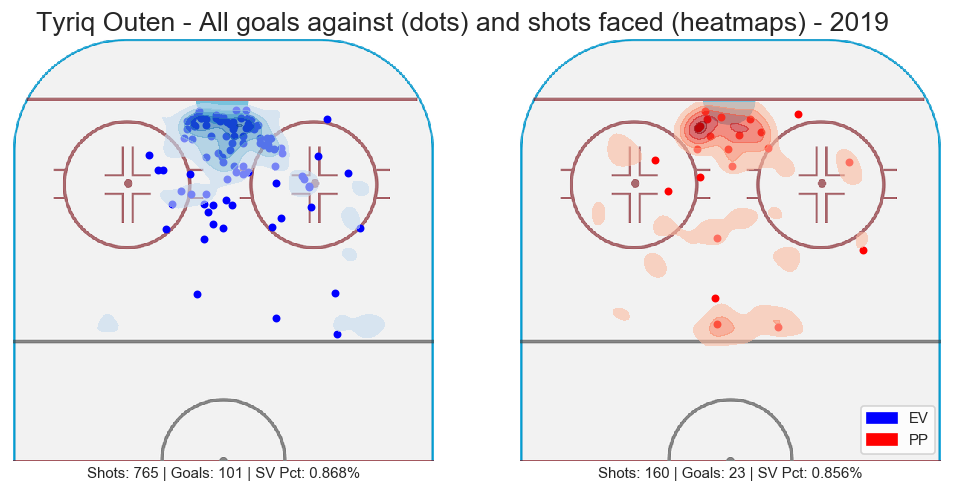 Tyriq Outen - All goals against (dots) and shots faced (heatmaps) - 2019
EV
PP
Shots: 765 | Goals: 101 | SV Pct: 0.868%
Shots: 160 | Goals: 23 | SV Pct: 0.856%